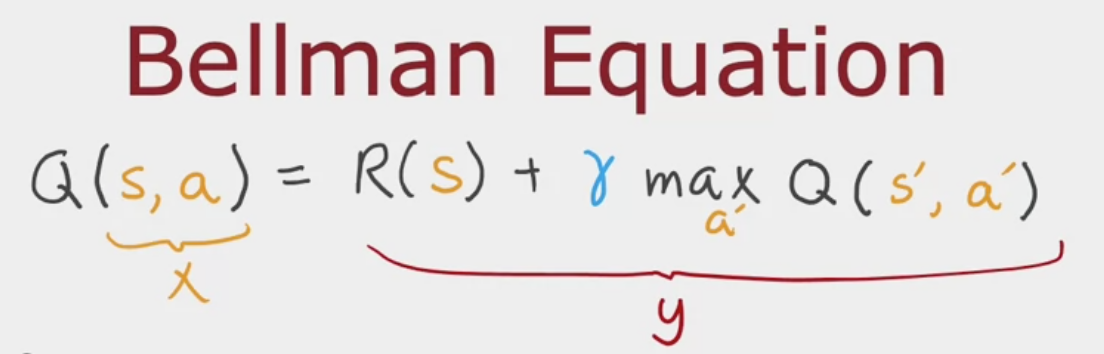 Bellman Equation
Q(s, a) = R(s) + γ max Q(s′, a′)
a′
x
y